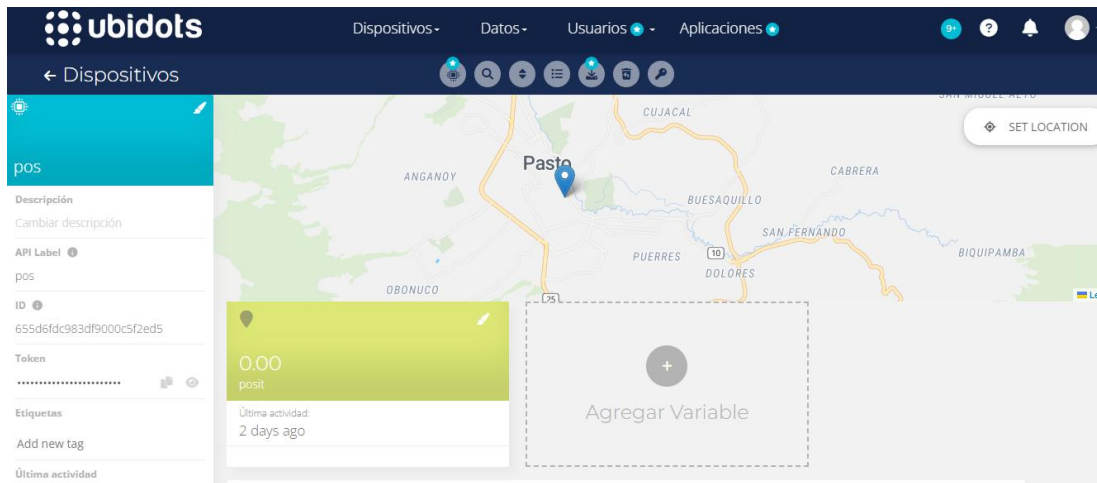 ubidots
Dispositivos
Datos
Usuarios
Aplicaciones
9+
?
← Dispositivos
pos
Descripción
Cambiar descripción
API Label
pos
ID
655d6fdc983df9000c5f2ed5
Token
Etiquetas
Add new tag
Última actividad
CUJACAL
SET LOCATION
Pasto
ANGANOY
CABRERA
BUESAQUILLO
SAN FERNANDO
PUERRES
10
BIQUIPAMBA
DOLORES
OBONUCO
25
0.00
posit
Última actividad:
2 days ago
+
Agregar Variable